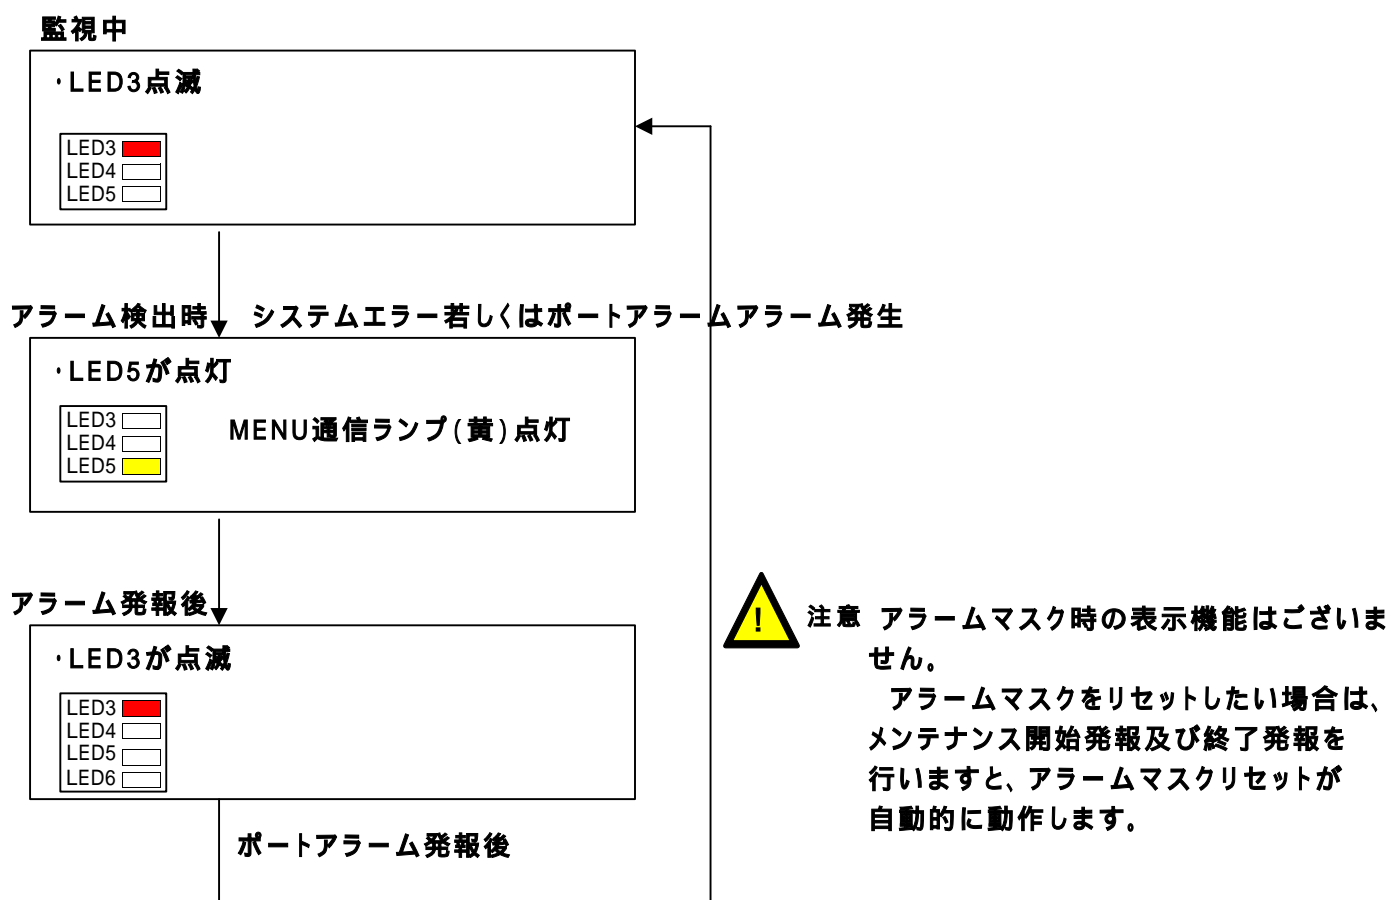 監視中
・LED3点滅
LED3
LED4
LED5
アラーム検出時 システムエラー若しくはポートアラームアラーム発生
・LED5が点灯
LED3
LED4
LED5
MENU通信ランプ(黄)点灯
アラーム発報後
・LED3が点滅
LED3
LED4
LED5
LED6
ポートアラーム発報後
!
注意 アラームマスク時の表示機能はございま
せん。
アラームマスクをリセットしたい場合は、
メンテナンス開始発報及び終了発報を
行いますと、アラームマスクリセットが
自動的に動作します。